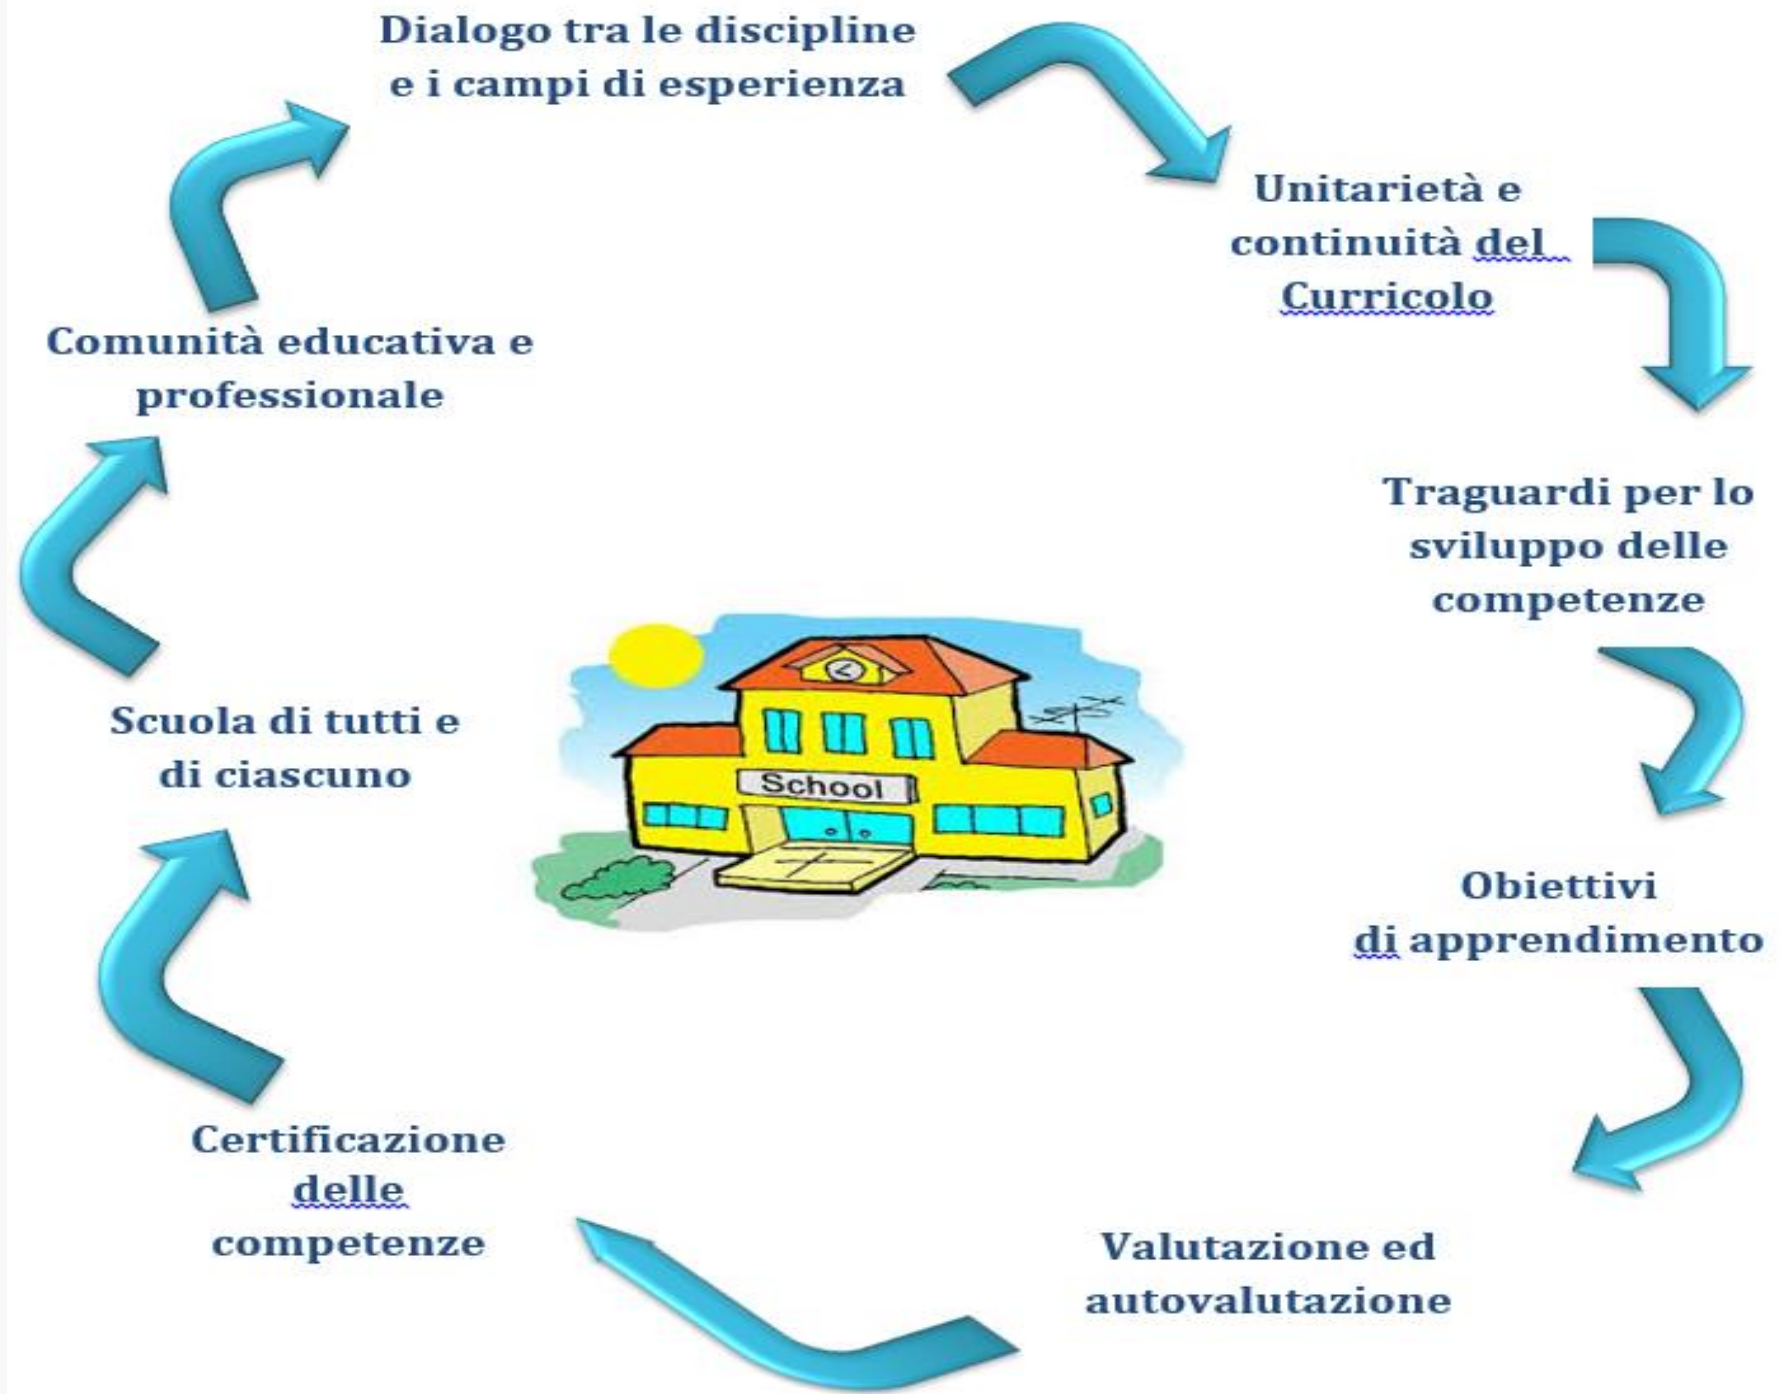 Dialogo tra le discipline
e i campi di esperienza
Unitarietà e
continuità del
Curricolo
Traguardi per lo
sviluppo delle
competenze
Obiettivi
di apprendimento
Valutazione ed
autovalutazione
Certificazione
delle
competenze
Scuola di tutti e
di ciascuno
Comunità educativa e
professionale
School